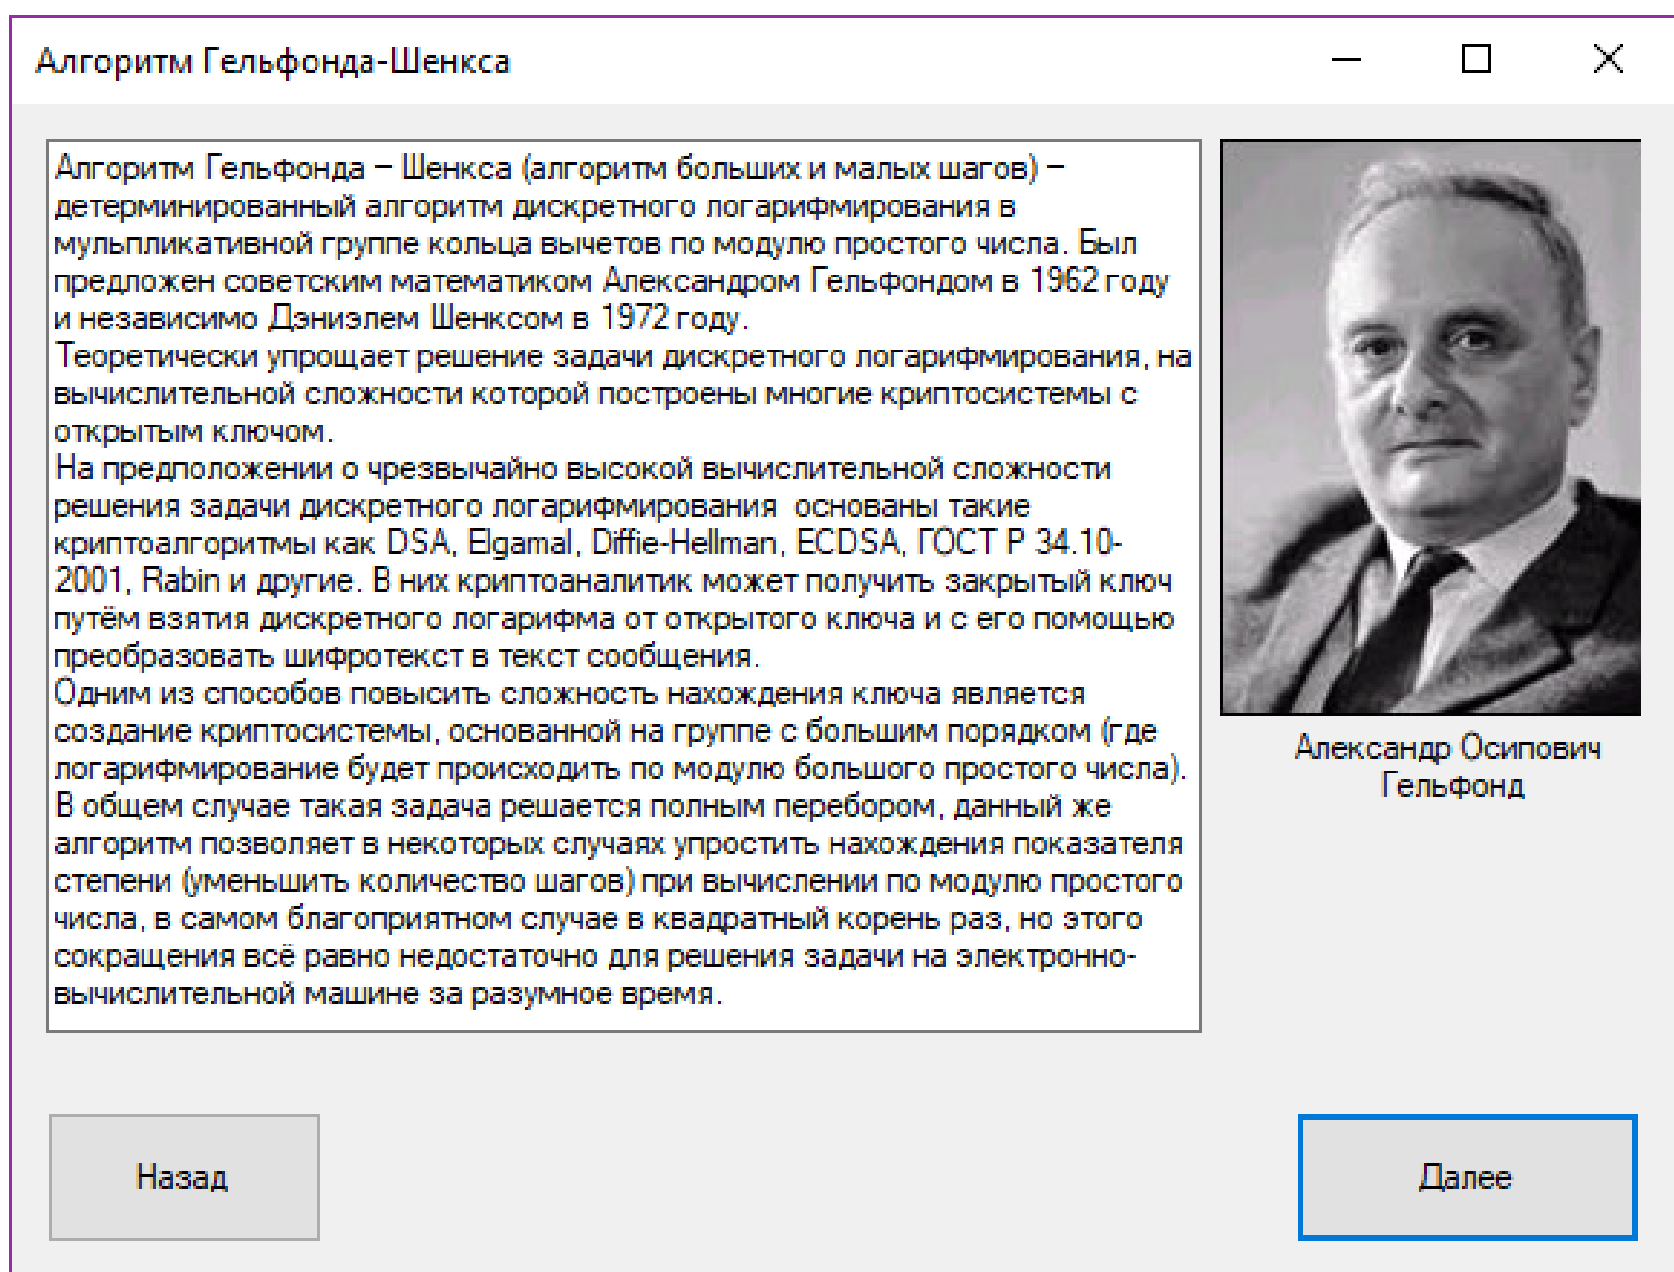 Алгоритм Гельфонда-Шенкса
Алгоритм Гельфонда – Шенкса (алгоритм больших и малых шагов) –
детерминированный алгоритм дискретного логарифмирования в
мульпликативной группе кольца вычетов по модулю простого числа. Был
предложен советским математиком Александром Гельфондом в 1962 году
и независимо Дэниэлем Шенксом в 1972 году.
Теоретически упрощает решение задачи дискретного логарифмирования, на
вычислительной сложности которой построены многие криптосистемы с
открытым ключом.
На предположении о чрезвычайно высокой вычислительной сложности
решения задачи дискретного логарифмирования  основаны такие
криптоалгоритмы как DSA, Elgamal, Diffie-Hellman, ECDSA, ГОСТ Р 34.10-
2001, Rabin и другие. В них криптоаналитик может получить закрытый ключ
путём взятия дискретного логарифма от открытого ключа и с его помощью
преобразовать шифротекст в текст сообщения.
Одним из способов повысить сложность нахождения ключа является
создание криптосистемы, основанной на группе с большим порядком (где
логарифмирование будет происходить по модулю большого простого числа).
В общем случае такая задача решается полным перебором, данный же
алгоритм позволяет в некоторых случаях упростить нахождения показателя
степени (уменьшить количество шагов) при вычислении по модулю простого
числа, в самом благоприятном случае в квадратный корень раз, но этого
сокращения всё равно недостаточно для решения задачи на электронно-
вычислительной машине за разумное время.
Александр Осипович
Гельфонд
Назад
Далее